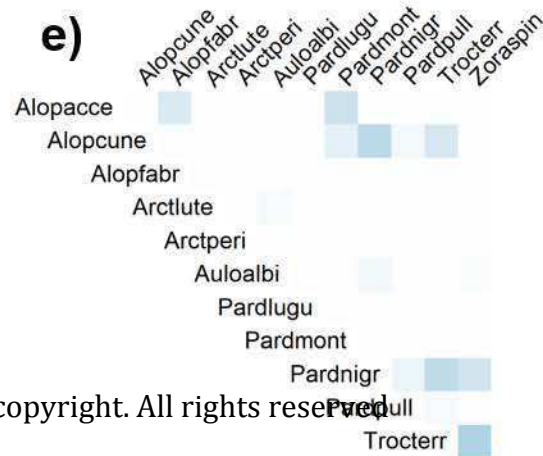 e)
Alopcune Alopfabr Arctlute Arctperi Auloalbi Pardlugu Pardmont Pardnigr Pardpull Trocterr Zoraspin
Alopacce
Alopcune
Alopfabr
Arctlute
Arctperi
Auloalbi
Pardlugu
Pardmont
Pardnigr
copyright. All rights reserved
Pardpull
Trocterr